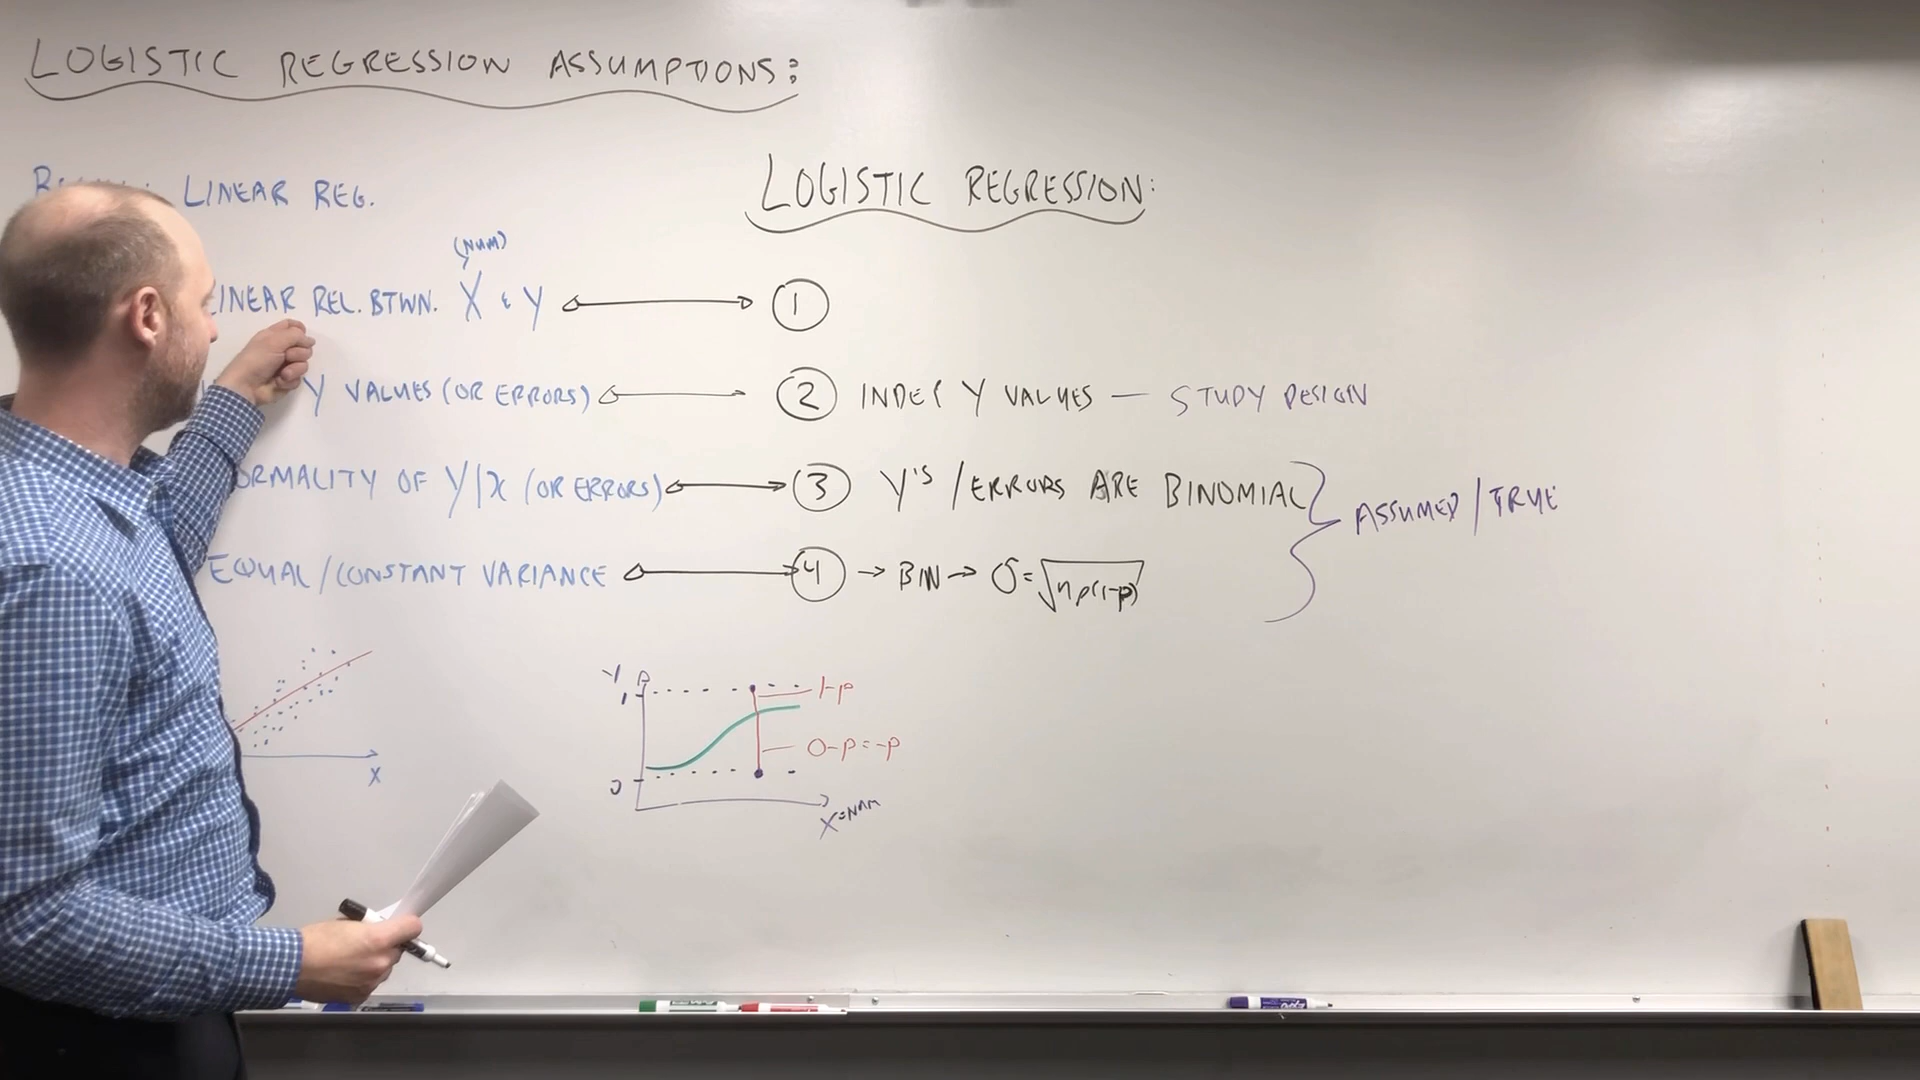 LOGISTIC REGRESSION ASSUMPTIONS:
LINEAR REG.
LOGISTIC REGRESSION:
(NUM)
LINEAR REL. BTWN. X & Y
1
Y VALUES (OR ERRORS)
2 INDEP Y VALUES — STUDY DESIGN
ORMALITY OF Y|X (OR ERRORS)
3 Y'S / ERRORS ARE BINOMIAL
ASSUMED / TRUE
EQUAL / CONSTANT VARIANCE
4 → BIN → σ = √np(1-p)
X
Y P
1
1-p
0-p=-p
0
X=NUM